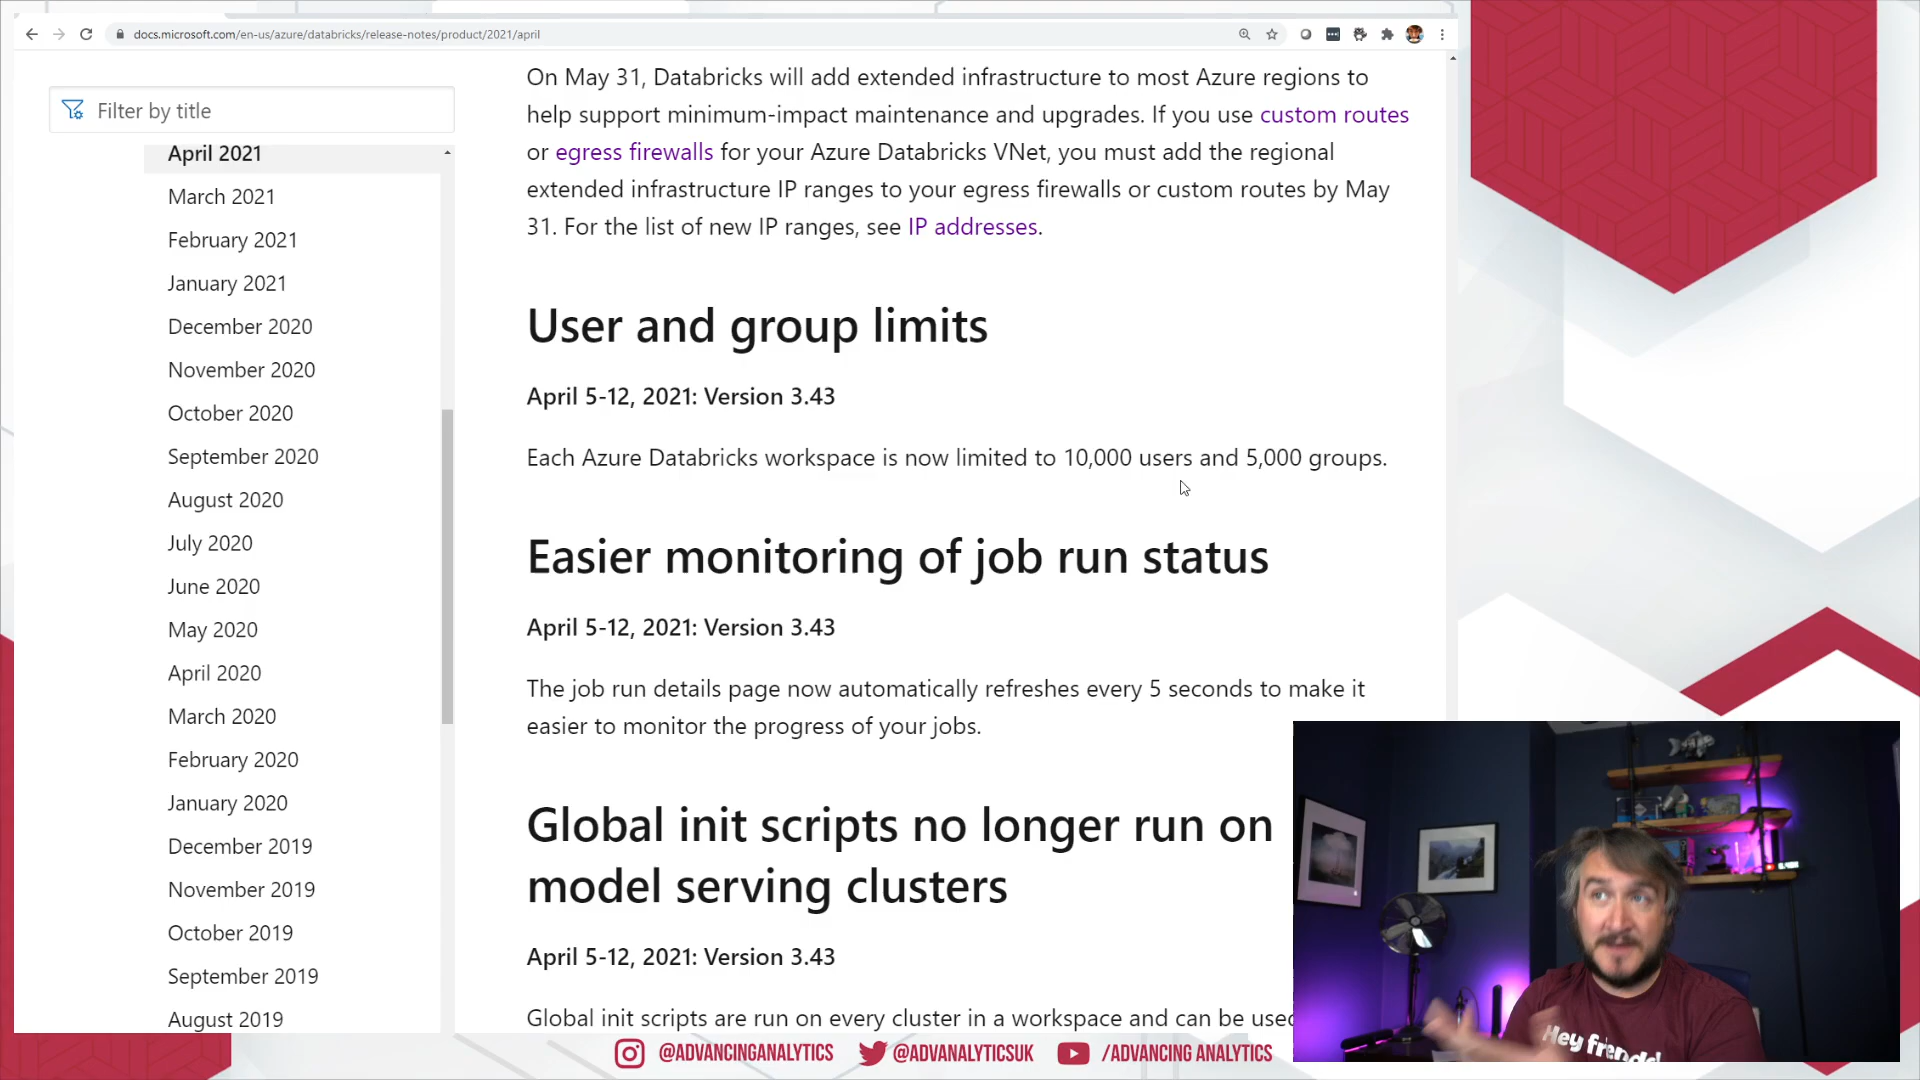 docs.microsoft.com/en-us/azure/databricks/release-notes/product/2021/april
Filter by title
April 2021
March 2021
February 2021
January 2021
December 2020
November 2020
October 2020
September 2020
August 2020
July 2020
June 2020
May 2020
April 2020
March 2020
February 2020
January 2020
December 2019
November 2019
October 2019
September 2019
August 2019
On May 31, Databricks will add extended infrastructure to most Azure regions to
help support minimum-impact maintenance and upgrades. If you use custom routes
or egress firewalls for your Azure Databricks VNet, you must add the regional
extended infrastructure IP ranges to your egress firewalls or custom routes by May
31. For the list of new IP ranges, see IP addresses.
User and group limits
April 5-12, 2021: Version 3.43
Each Azure Databricks workspace is now limited to 10,000 users and 5,000 groups.
Easier monitoring of job run status
April 5-12, 2021: Version 3.43
The job run details page now automatically refreshes every 5 seconds to make it
easier to monitor the progress of your jobs.
Global init scripts no longer run on
model serving clusters
April 5-12, 2021: Version 3.43
Global init scripts are run on every cluster in a workspace and can be used
Hey frends!
@ADVANCINGANALYTICS
@ADVANALYTICSUK
/ADVANCING ANALYTICS